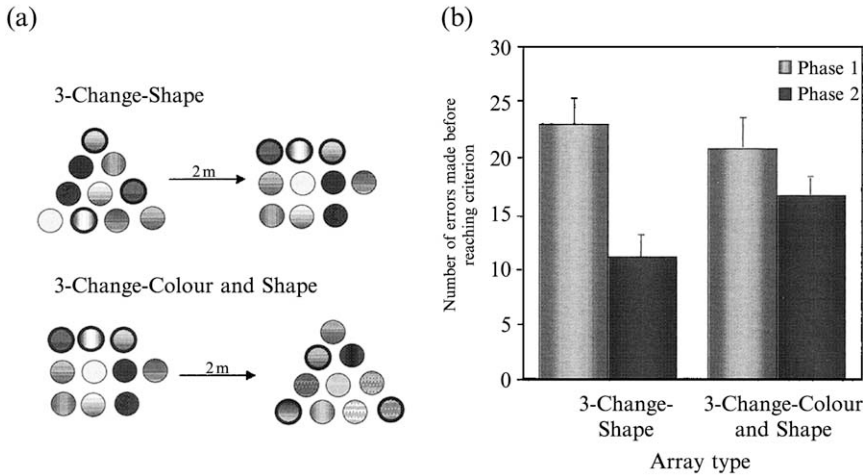 (a)
3-Change-Shape
2 m
3-Change-Colour and Shape
2 m
(b)
Number of errors made before
reaching criterion
30
25
20
15
10
5
0
Phase 1
Phase 2
3-Change-
Shape
3-Change-Colour
and Shape
Array type